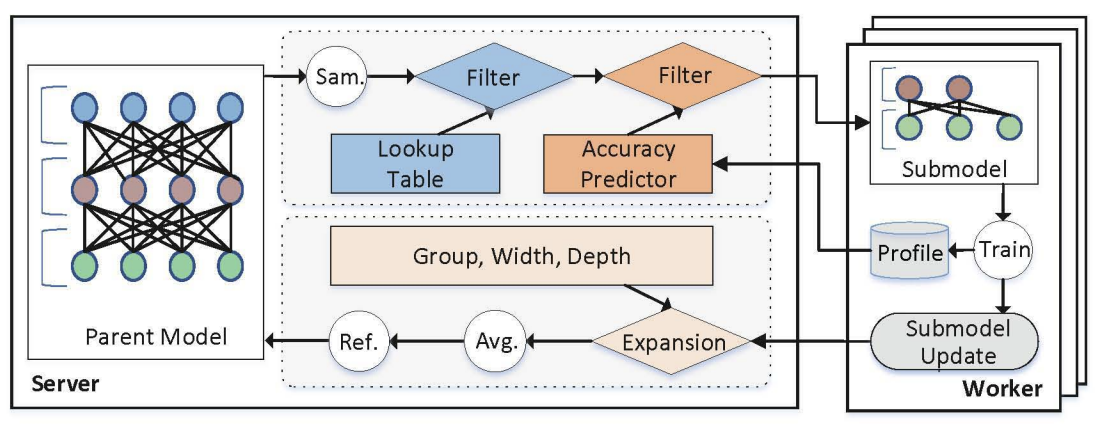 Sam.
Filter
Filter
Lookup
Table
Accuracy
Predictor
Submodel
Profile
Train
Group, Width, Depth
Parent Model
Ref.
Avg.
Expansion
Submodel
Update
Server
Worker